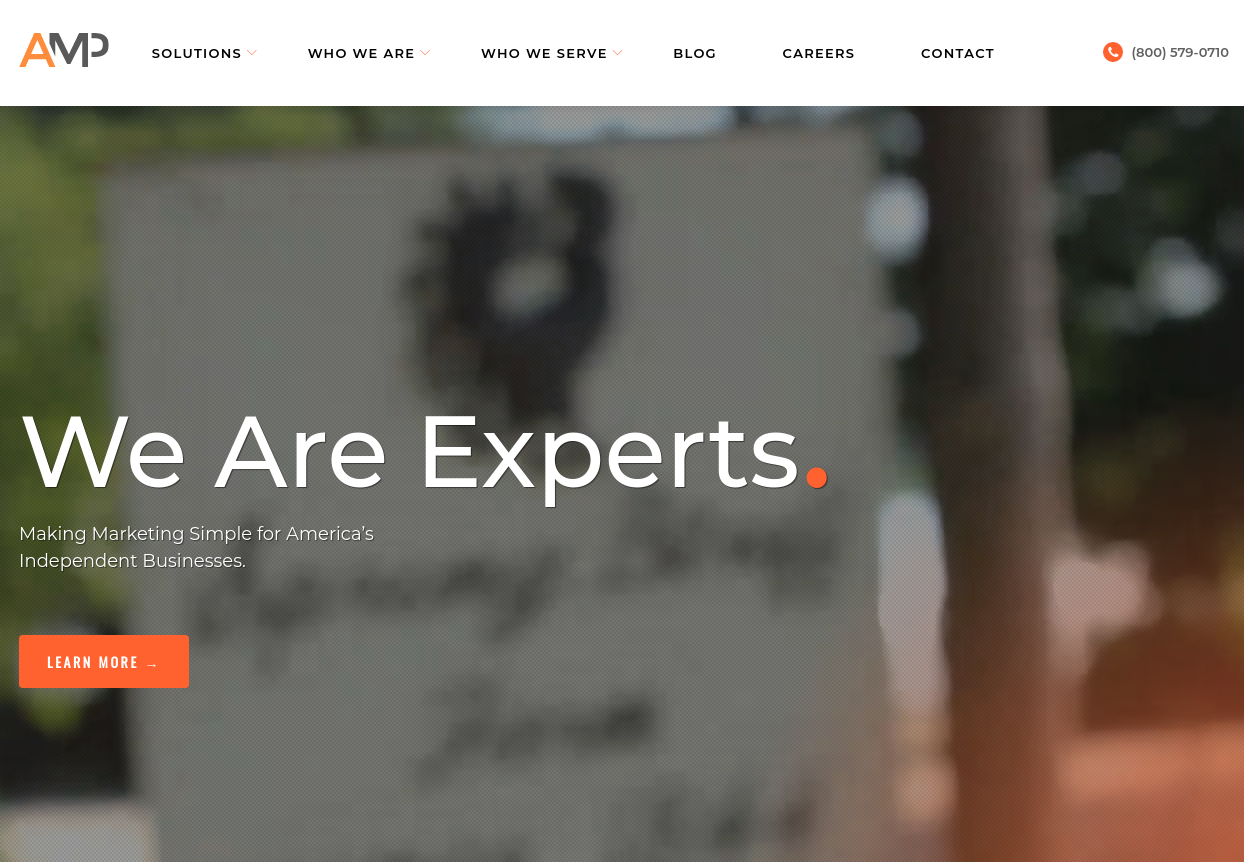 AMP
SOLUTIONS
WHO WE ARE
WHO WE SERVE
BLOG
CAREERS
CONTACT
(800) 579-0710
We Are Experts.
Making Marketing Simple for America's
Independent Businesses.
LEARN MORE →